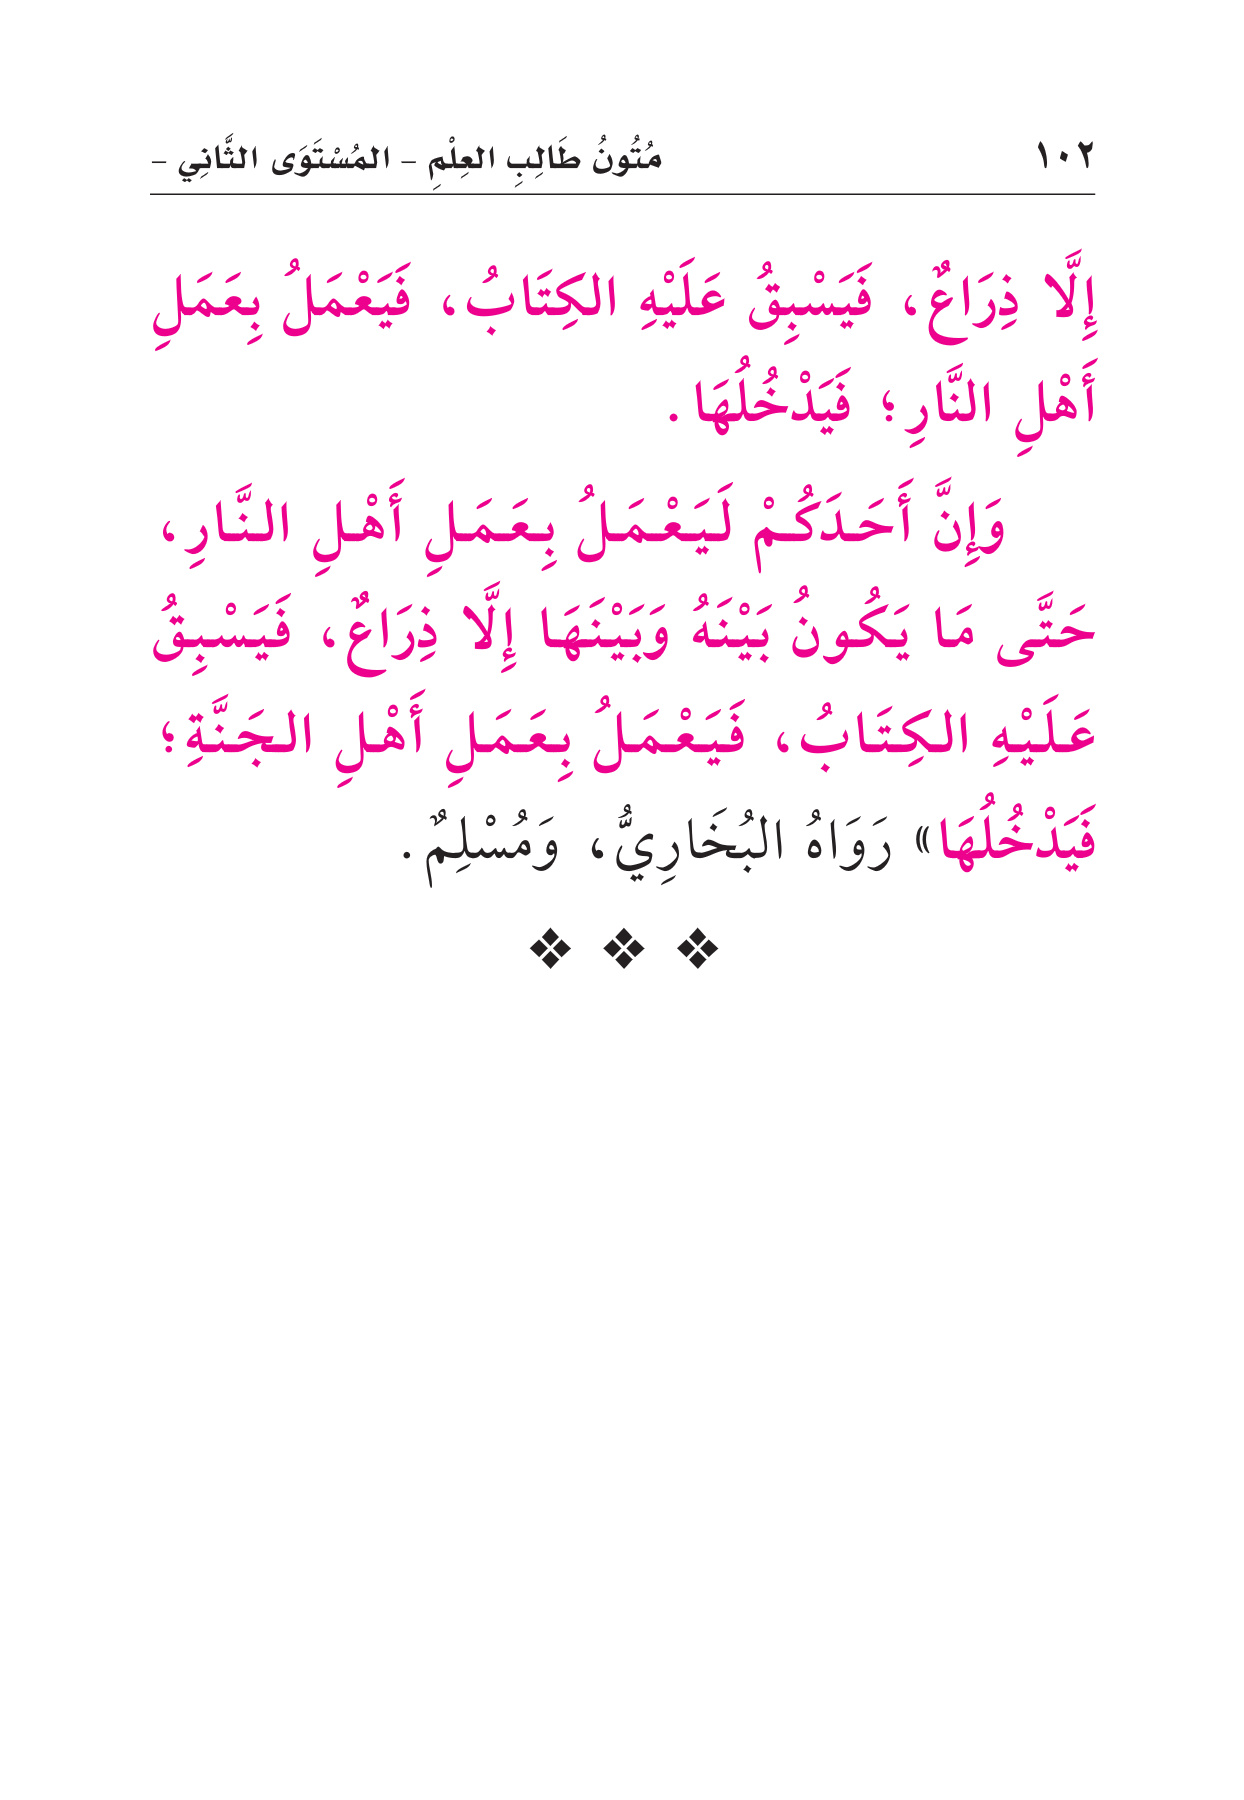 ١٠٢ مُتُونُ طَالِبِ العِلْمِ – المُسْتَوَى الثَّانِي –
إِلَّا ذِرَاعٌ، فَيَسْبِقُ عَلَيْهِ الكِتَابُ، فَيَعْمَلُ بِعَمَلِ
أَهْلِ النَّارِ؛ فَيَدْخُلُهَا.
وَإِنَّ أَحَدَكُمْ لَيَعْمَلُ بِعَمَلِ أَهْلِ النَّارِ،
حَتَّى مَا يَكُونُ بَيْنَهُ وَبَيْنَهَا إِلَّا ذِرَاعٌ، فَيَسْبِقُ
عَلَيْهِ الكِتَابُ، فَيَعْمَلُ بِعَمَلِ أَهْلِ الجَنَّةِ؛
فَيَدْخُلُهَا» رَوَاهُ البُخَارِيُّ، وَمُسْلِمٌ.